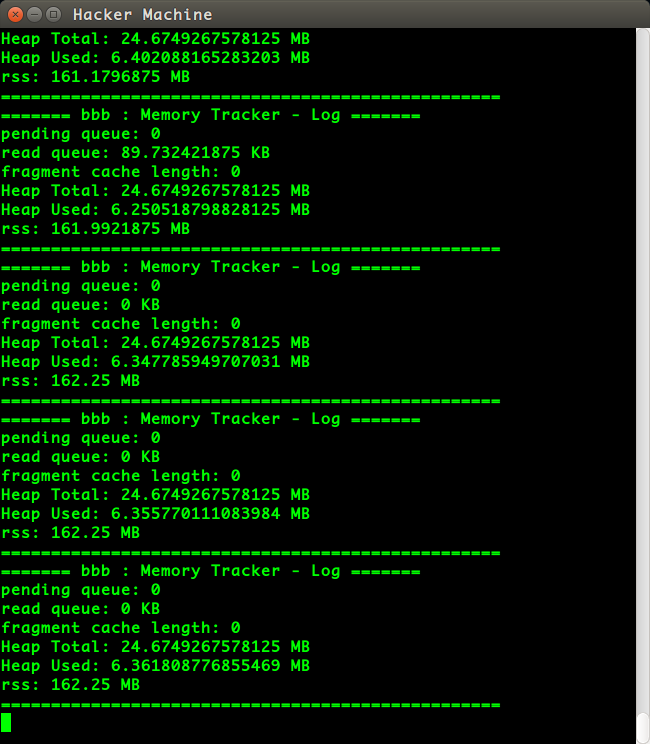 Hacker Machine
Heap Total: 24.6749267578125 MB
Heap Used: 6.402088165283203 MB
rss: 161.1796875 MB
==================================================
======= bbb : Memory Tracker - Log =======
pending queue: 0
read queue: 89.732421875 KB
fragment cache length: 0
Heap Total: 24.6749267578125 MB
Heap Used: 6.250518798828125 MB
rss: 161.9921875 MB
==================================================
======= bbb : Memory Tracker - Log =======
pending queue: 0
read queue: 0 KB
fragment cache length: 0
Heap Total: 24.6749267578125 MB
Heap Used: 6.347785949707031 MB
rss: 162.25 MB
==================================================
======= bbb : Memory Tracker - Log =======
pending queue: 0
read queue: 0 KB
fragment cache length: 0
Heap Total: 24.6749267578125 MB
Heap Used: 6.355770111083984 MB
rss: 162.25 MB
==================================================
======= bbb : Memory Tracker - Log =======
pending queue: 0
read queue: 0 KB
fragment cache length: 0
Heap Total: 24.6749267578125 MB
Heap Used: 6.361808776855469 MB
rss: 162.25 MB
==================================================